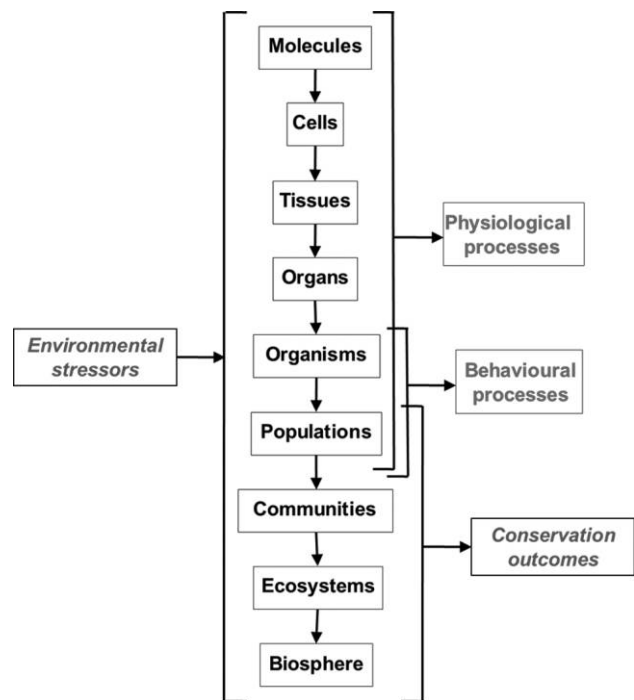 Molecules
Cells
Tissues
Physiological
processes
Organs
Environmental
stressors
Organisms
Behavioural
processes
Populations
Communities
Conservation
outcomes
Ecosystems
Biosphere